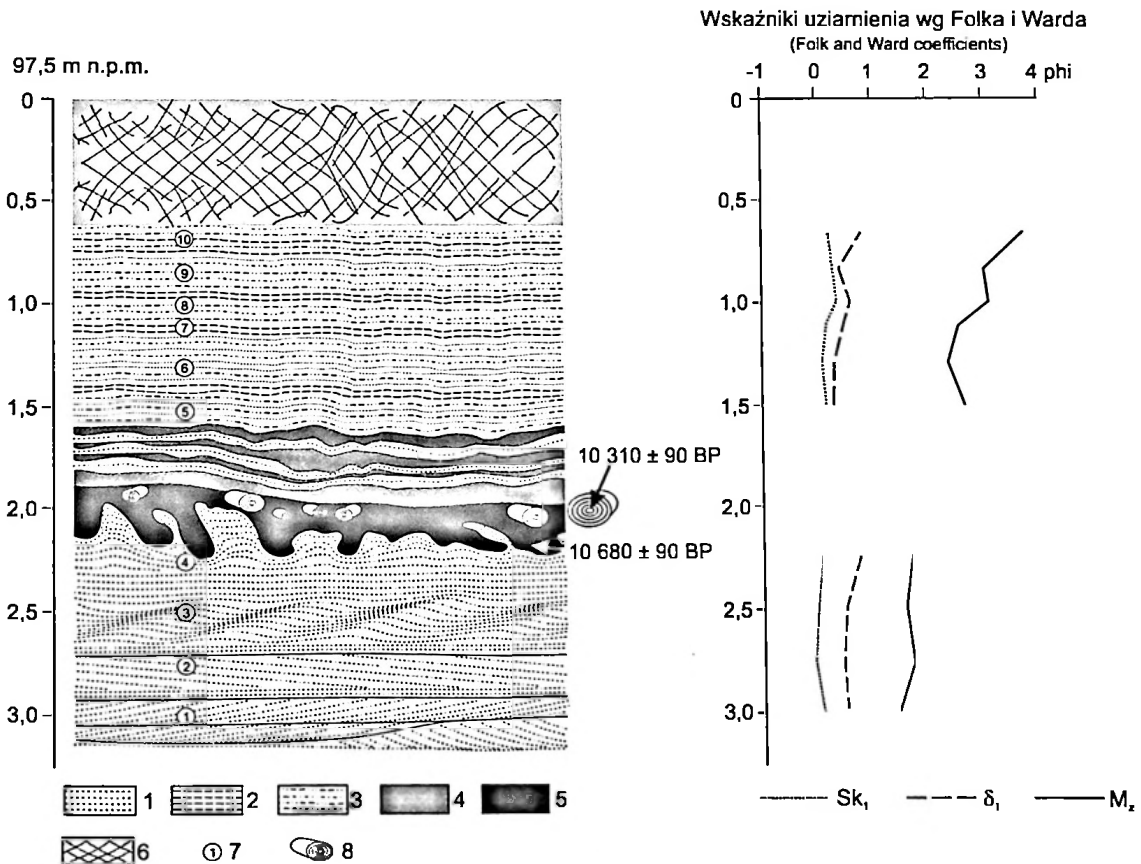 Wskaźniki uziarnienia wg Folka i Warda
(Folk and Ward coefficients)
97,5 m n.p.m.
-1 0 1 2 3 4 phi
0
0,5
1,0
1,5
2,0
2,5
3,0
10
9
8
7
6
5
4
3
2
1
10 310 ± 90 BP
10 680 ± 90 BP
0
0,5
1,0
1,5
2,0
2,5
3,0
1 2 3 4 5
6 1 7 8
Sk₁ δ₁ M_z